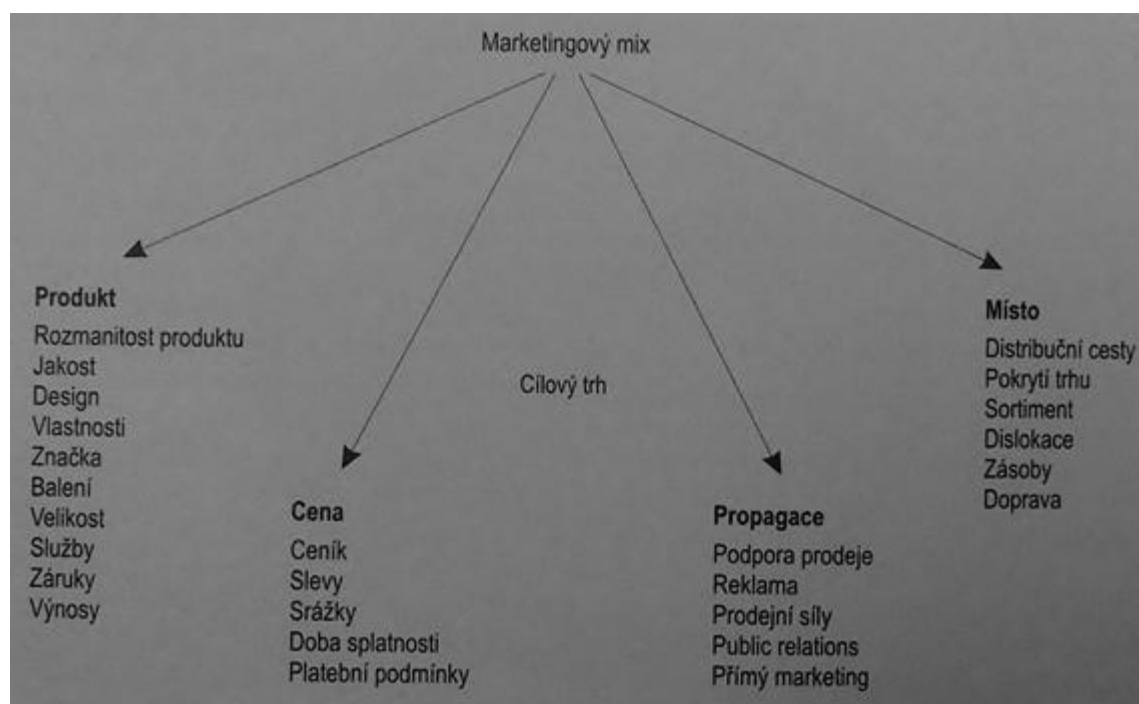 Marketingový mix
Produkt
Rozmanitost produktu
Jakost
Design
Vlastnosti
Značka
Balení
Velikost
Služby
Záruky
Výnosy
Cena
Ceník
Slevy
Srážky
Doba splatnosti
Platební podmínky
Cílový trh
Propagace
Podpora prodeje
Reklama
Prodejní síly
Public relations
Přímý marketing
Místo
Distribuční cesty
Pokrytí trhu
Sortiment
Dislokace
Zásoby
Doprava